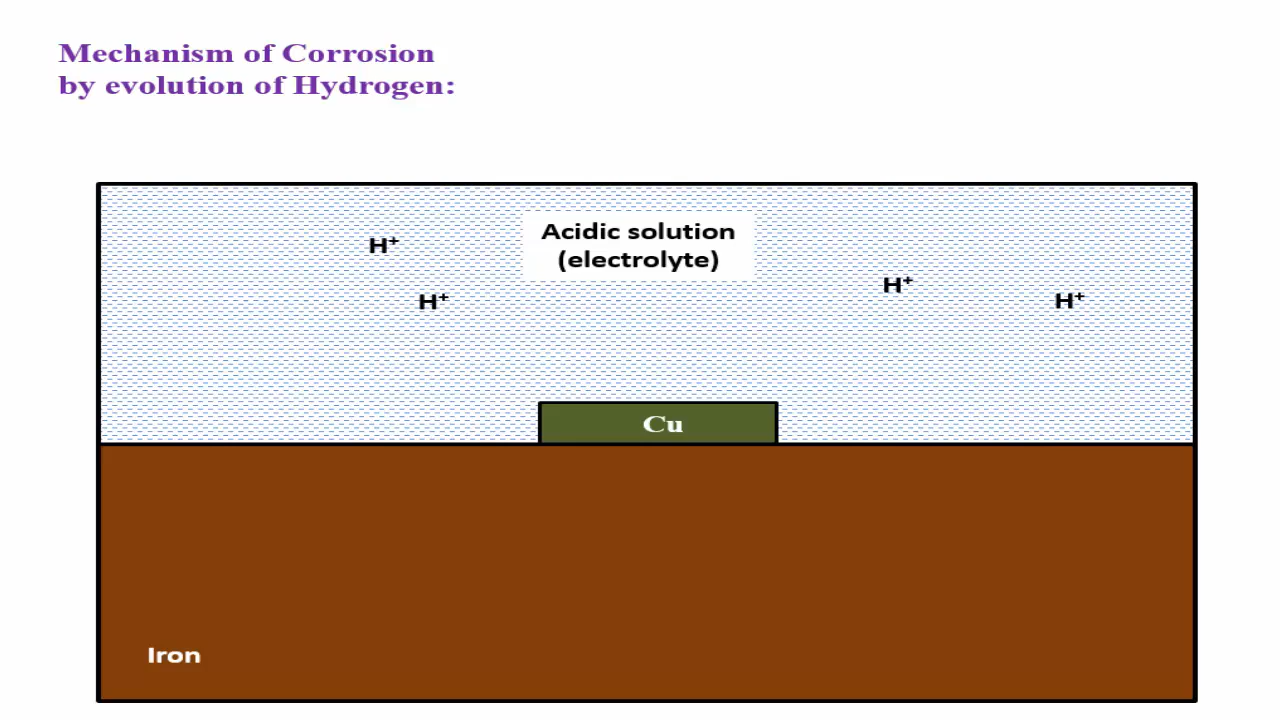 Mechanism of Corrosion
by evolution of Hydrogen:
Acidic solution
(electrolyte)
H⁺
H⁺
H⁺
H⁺
Cu
Iron